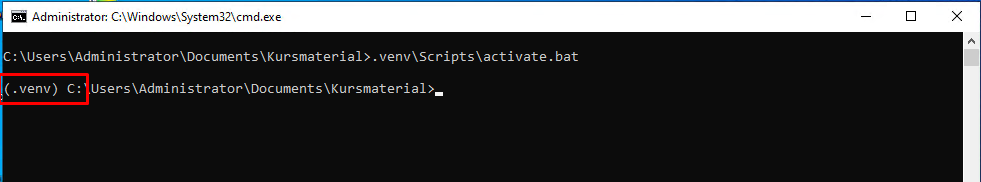 Administrator: C:\Windows\System32\cmd.exe
C:\Users\Administrator\Documents\Kursmaterial>.venv\Scripts\activate.bat
(.venv) C:\Users\Administrator\Documents\Kursmaterial>